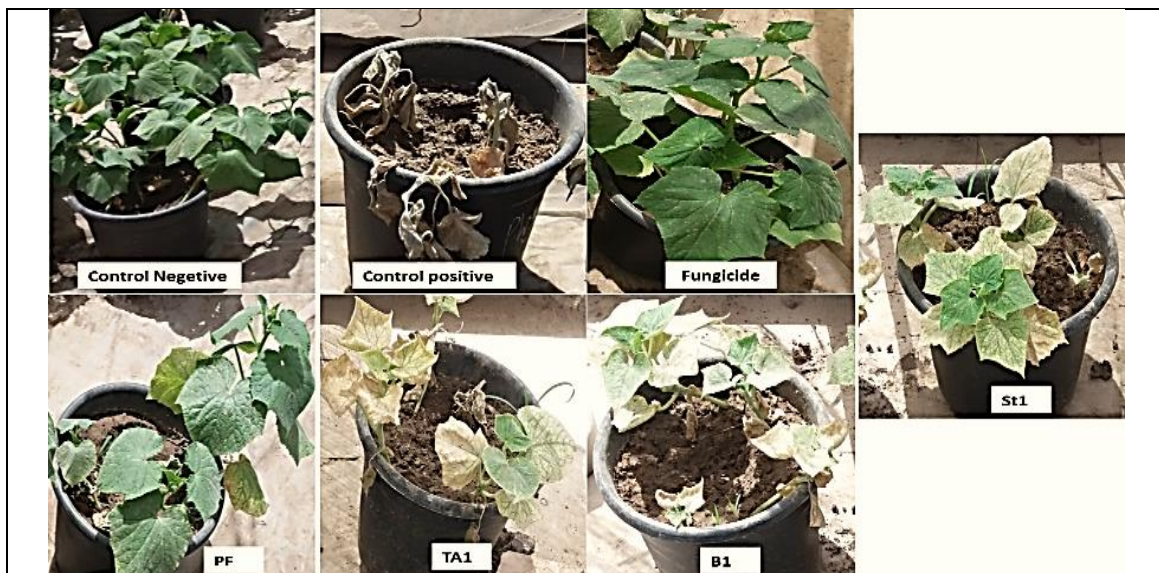 Control Negetive
Control positive
Fungicide
St1
PF
TA1
B1